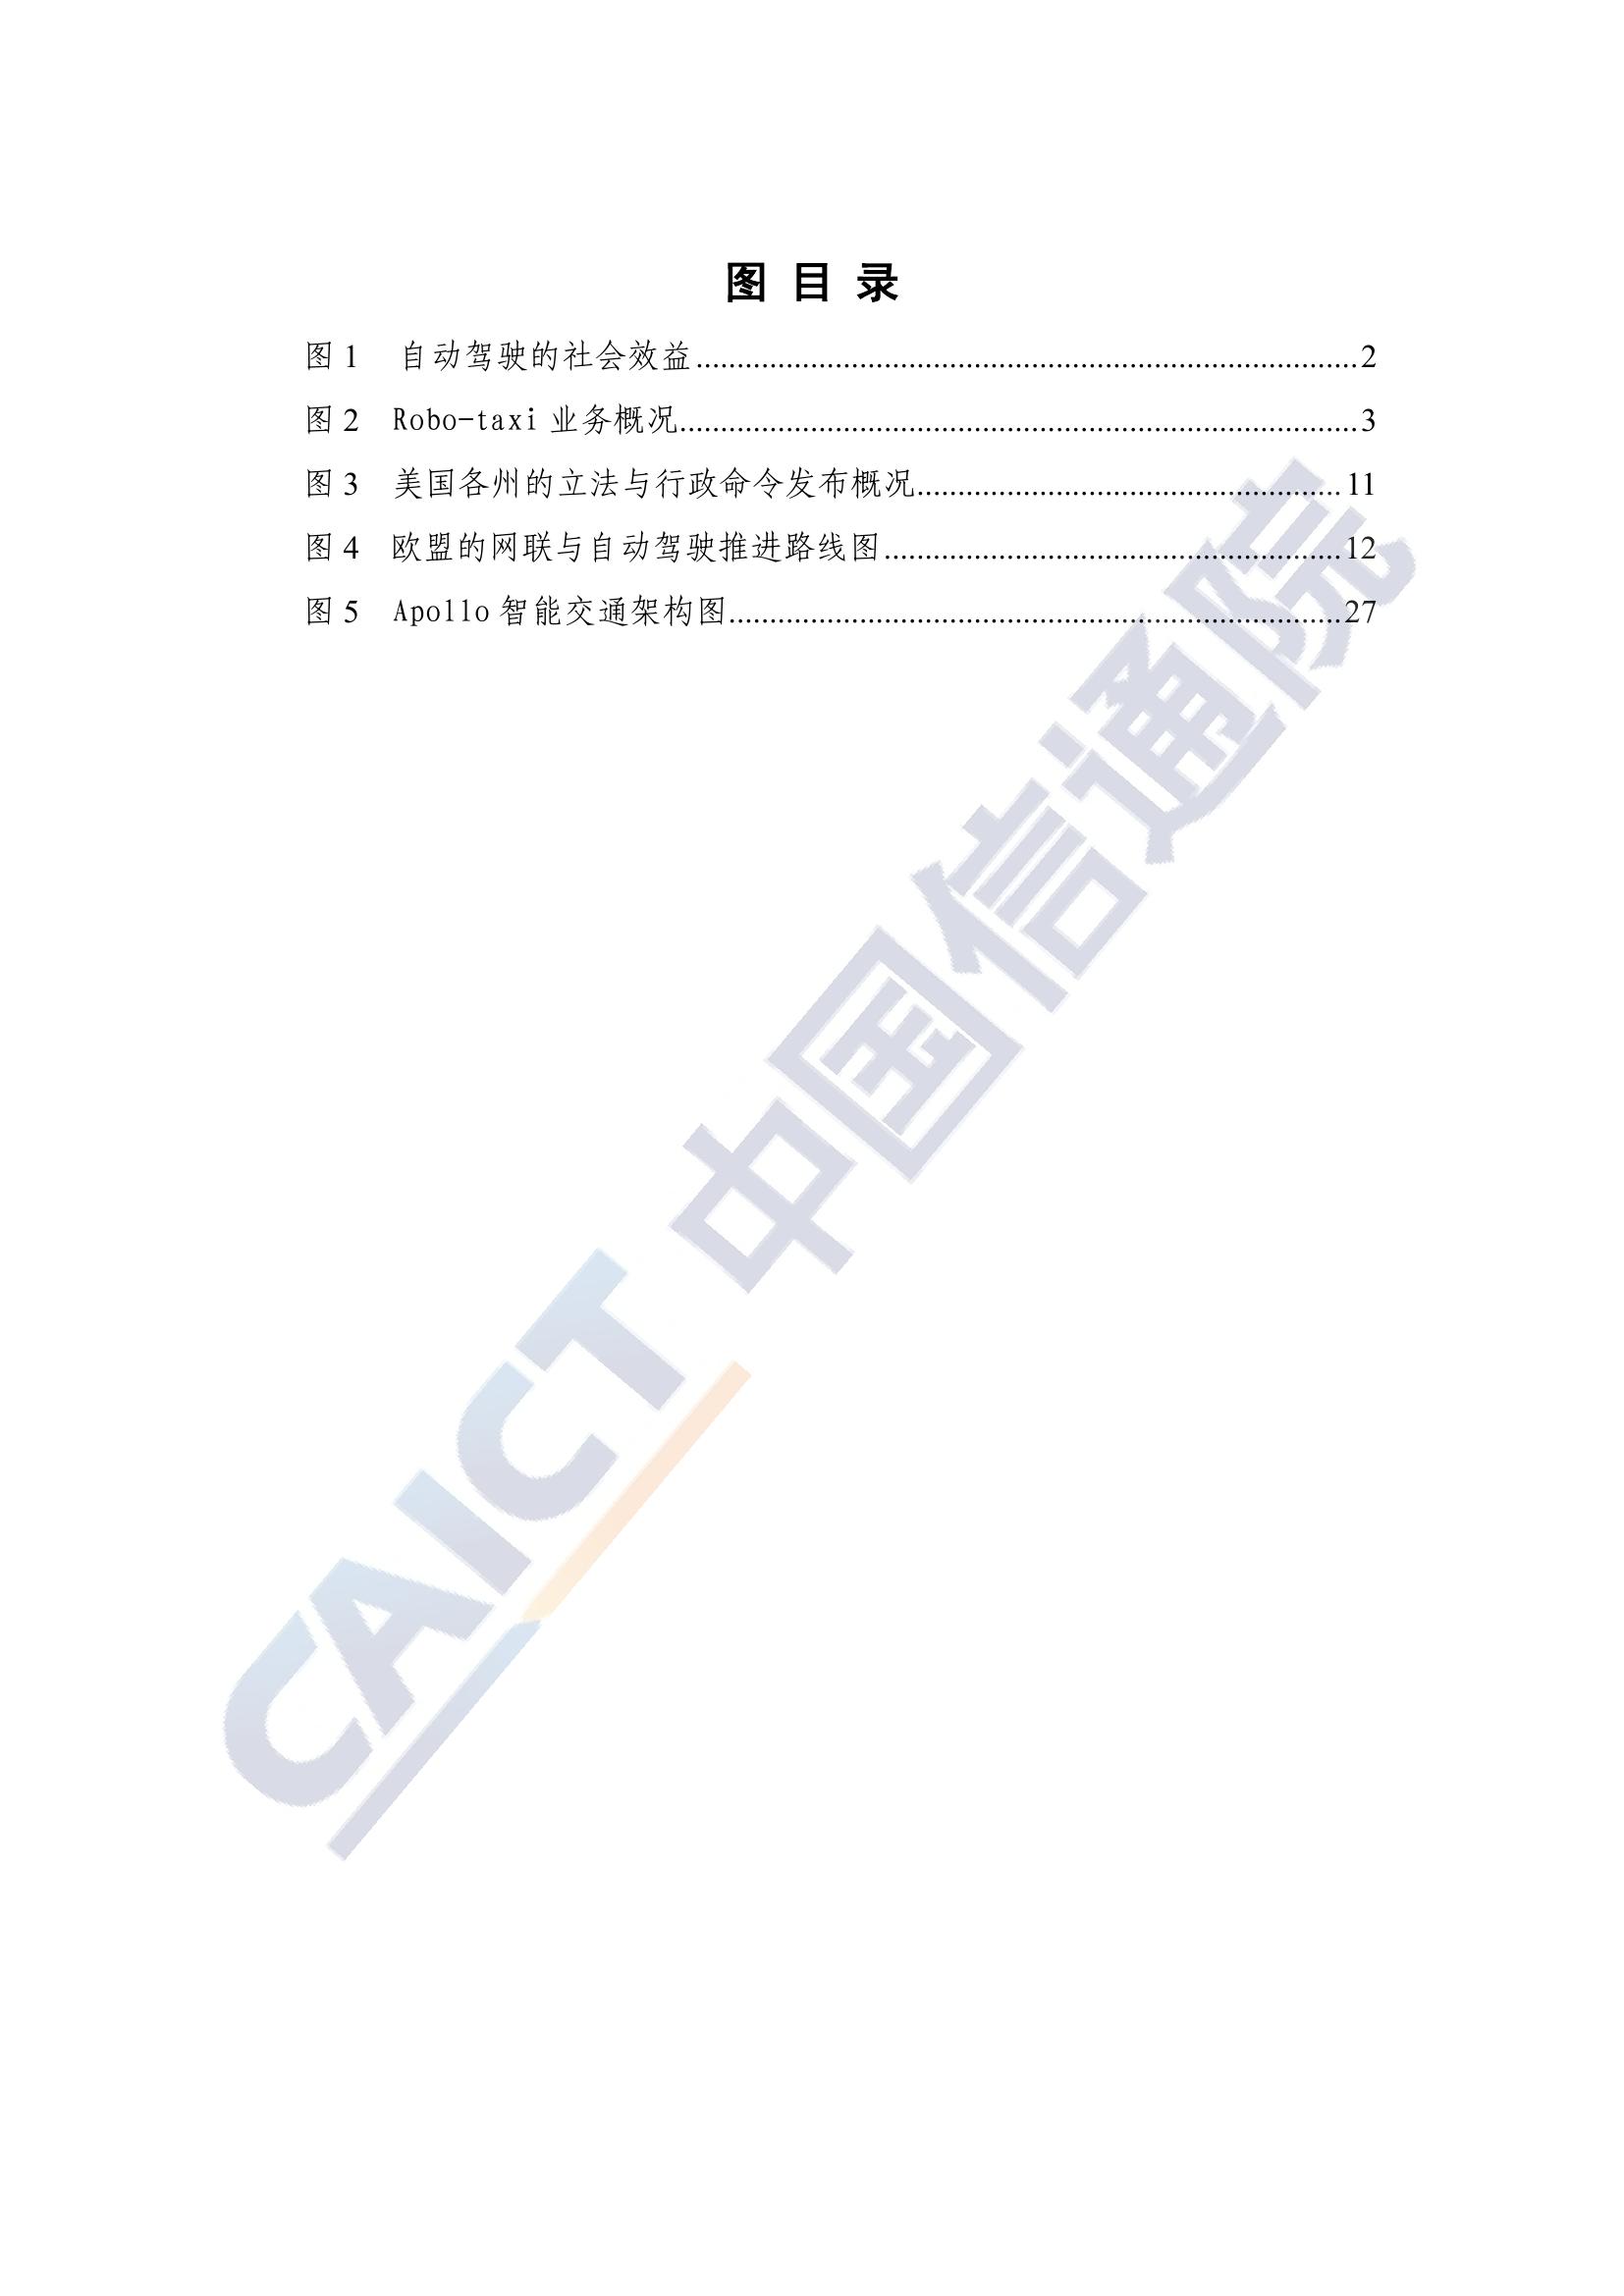 图 目 录
图 1 自动驾驶的社会效益................................................................................2
图 2 Robo-taxi 业务概况..................................................................................3
图 3 美国各州的立法与行政命令发布概况.................................................... 11
图 4 欧盟的网联与自动驾驶推进路线图........................................................12
图 5 Apollo 智能交通架构图...........................................................................27
CAICT 中国信通院